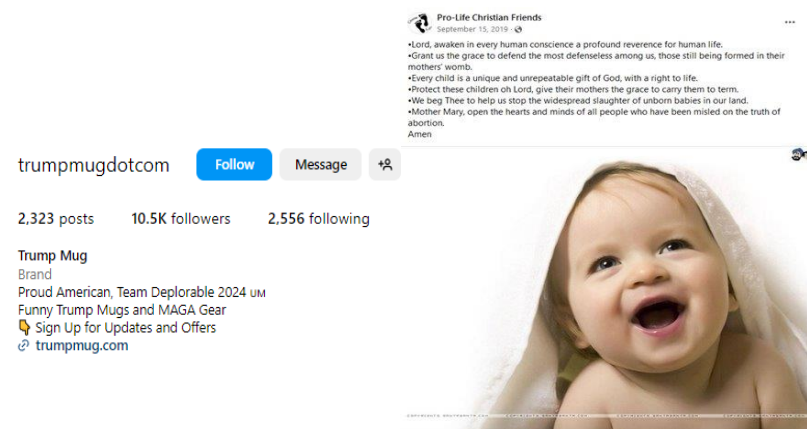 trumpmugdotcom
Follow
Message
2,323 posts 10.5K followers 2,556 following
Trump Mug
Brand
Proud American, Team Deplorable 2024 UM
Funny Trump Mugs and MAGA Gear
👇 Sign Up for Updates and Offers
trumpmug.com
Pro-Life Christian Friends
September 15, 2019 ·
•Lord, awaken in every human conscience a profound reverence for human life.
•Grant us the grace to defend the most defenseless among us, those still being formed in their
mothers' womb.
•Every child is a unique and unrepeatable gift of God, with a right to life.
•Protect these children oh Lord, give their mothers the grace to carry them to term.
•We beg Thee to help us stop the widespread slaughter of unborn babies in our land.
•Mother Mary, open the hearts and minds of all people who have been misled on the truth of
abortion.
Amen